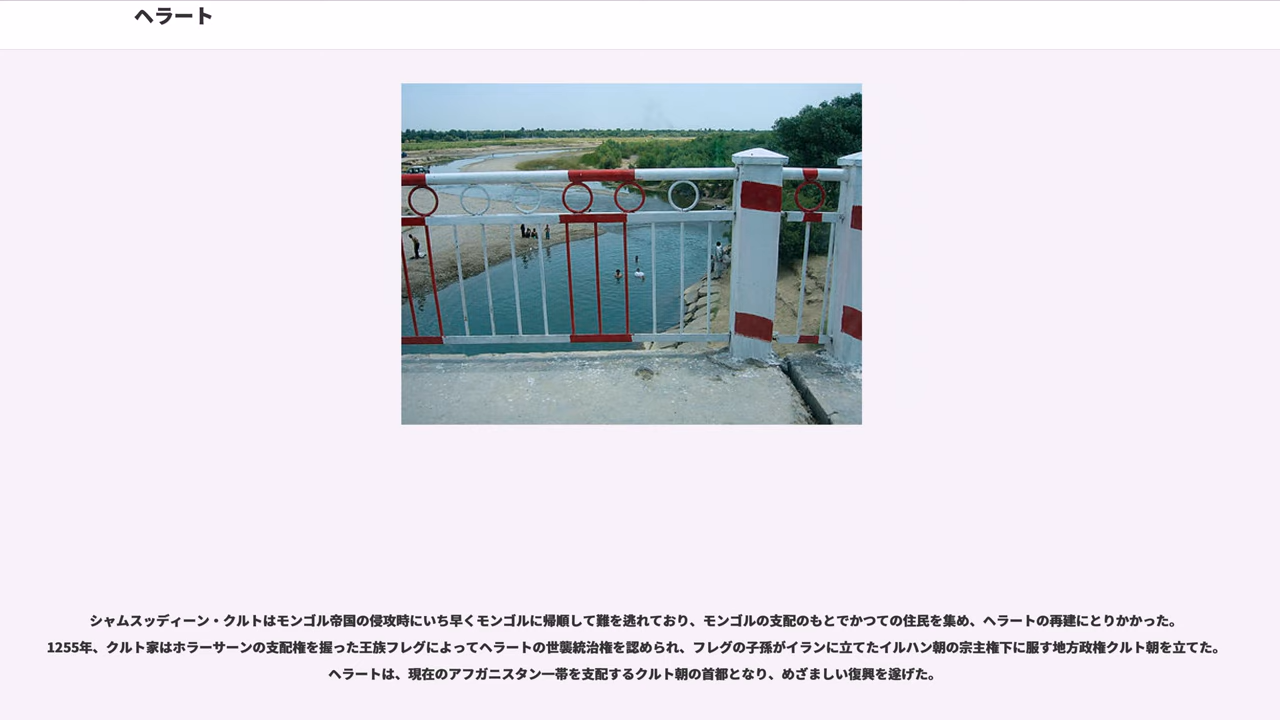 ヘラート
シャムスッディーン・クルトはモンゴル帝国の侵攻時にいち早くモンゴルに帰順して難を逃れており、モンゴルの支配のもとでかつての住民を集め、ヘラートの再建にとりかかった。
1255年、クルト家はホラーサーンの支配権を握った王族フレグによってヘラートの世襲統治権を認められ、フレグの子孫がイランに立てたイルハン朝の宗主権下に服す地方政権クルト朝を立てた。
ヘラートは、現在のアフガニスタン一帯を支配するクルト朝の首都となり、めざましい復興を遂げた。